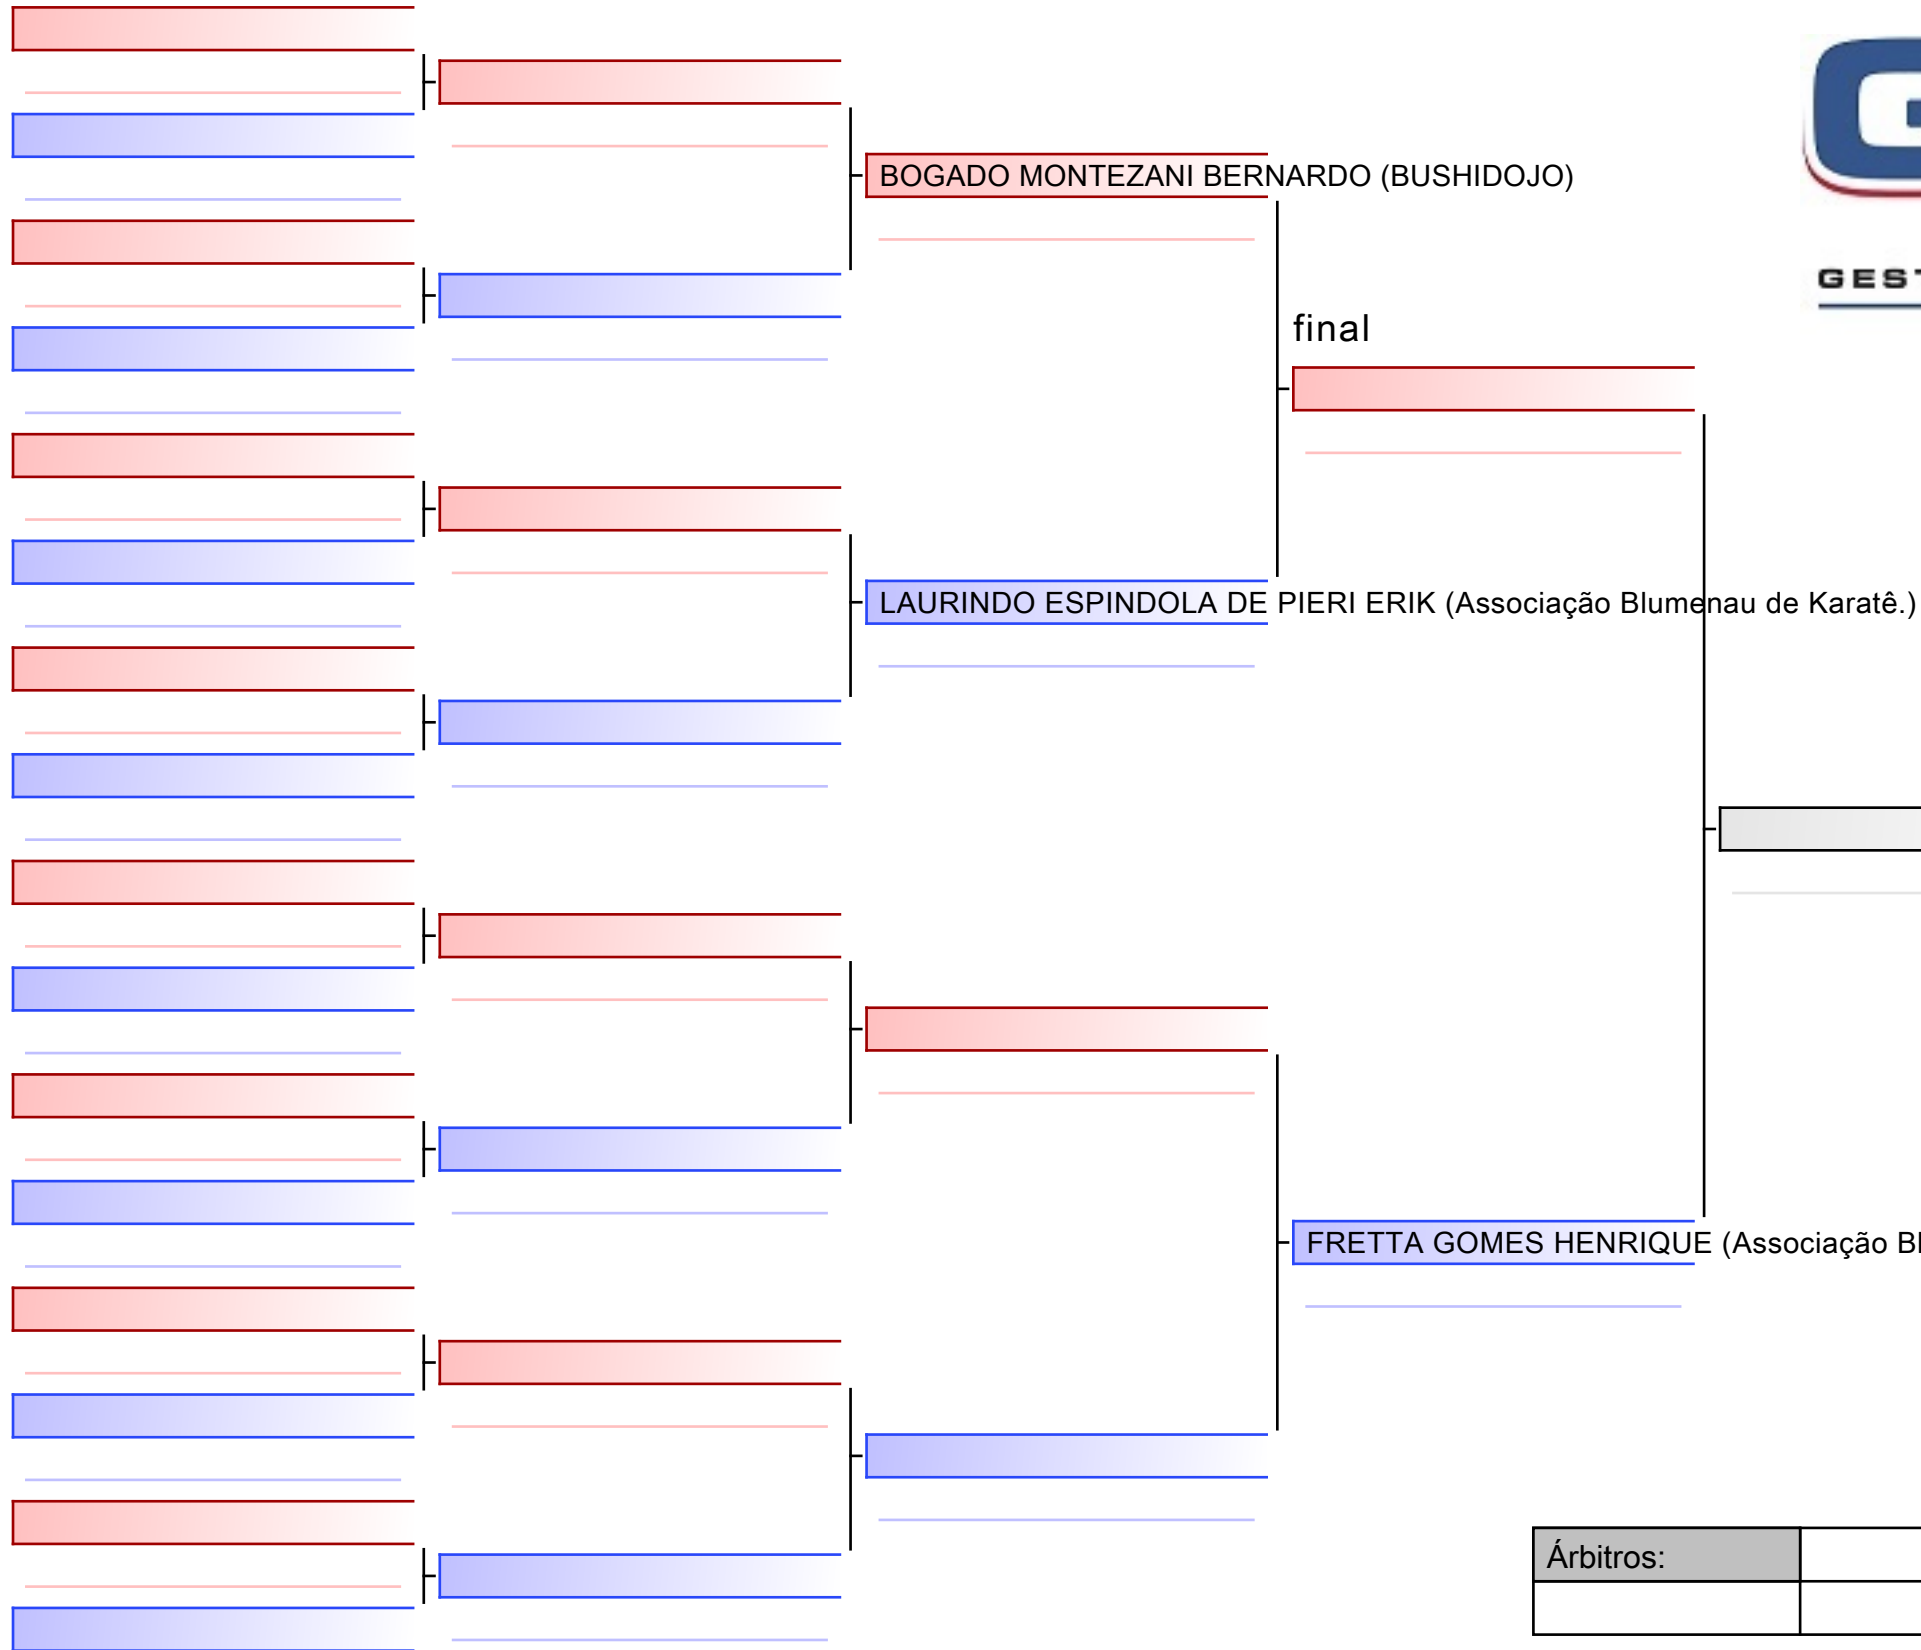 BOGADO MONTEZANI BERNARDO (BUSHIDOJO)
final
LAURINDO ESPINDOLA DE PIERI ERIK (Associação Blumenau de Karatê.)
FRETTA GOMES HENRIQUE (Associação
Árbitros: